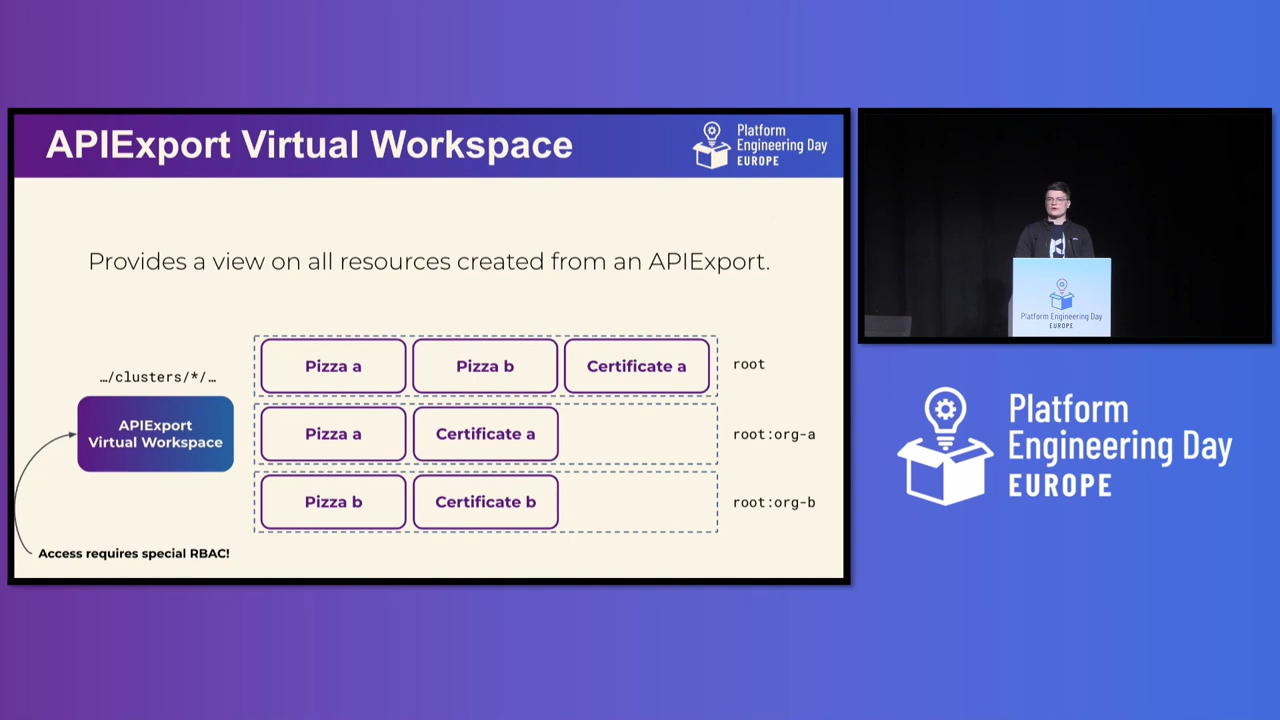 APIExport Virtual Workspace
Platform
Engineering Day
EUROPE
Provides a view on all resources created from an APIExport.
…/clusters/*/…
APIExport
Virtual Workspace
Access requires special RBAC!
Pizza a
Pizza b
Certificate a
root
Pizza a
Certificate a
root:org-a
Pizza b
Certificate b
root:org-b
Platform Engineering Day
EUROPE
Platform
Engineering Day
EUROPE